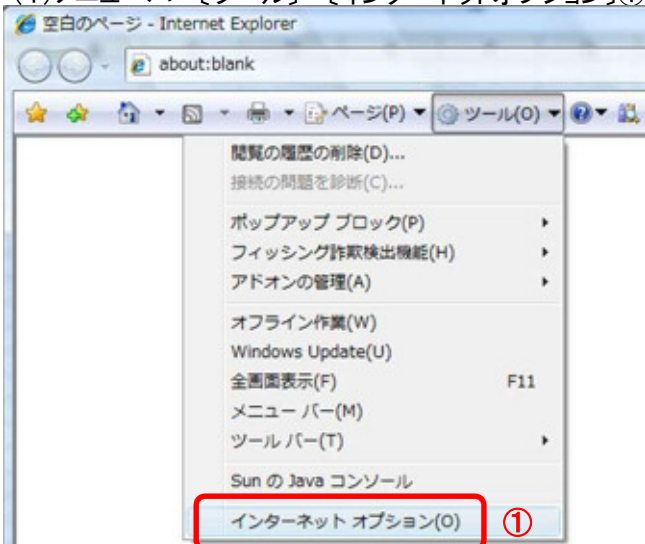 空白のページ - Internet Explorer
about:blank
ページ(P) ツール(O)
閲覧の履歴の削除(D)...
接続の問題を診断(C)...
ポップアップ ブロック(P)
フィッシング詐欺検出機能(H)
アドオンの管理(A)
オフライン作業(W)
Windows Update(U)
全画面表示(F) F11
メニュー バー(M)
ツール バー(T)
Sun の Java コンソール
インターネット オプション(O) ①